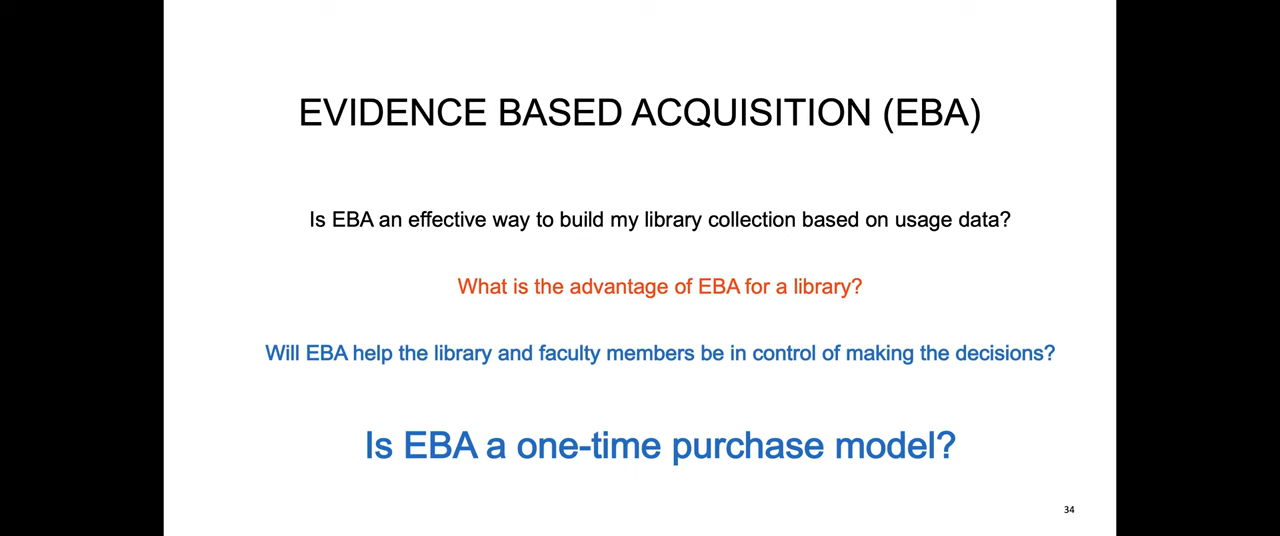 EVIDENCE BASED ACQUISITION (EBA)
Is EBA an effective way to build my library collection based on usage data?
What is the advantage of EBA for a library?
Will EBA help the library and faculty members be in control of making the decisions?
Is EBA a one-time purchase model?
34